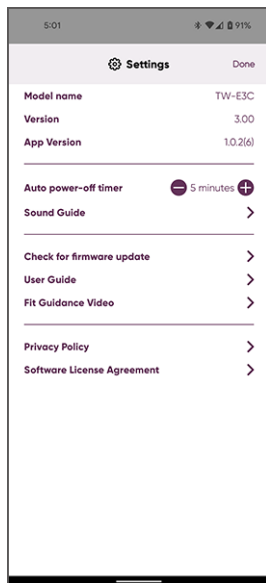 5:01 91%
Settings Done
Model name TW-E3C
Version 3.00
App Version 1.0.2(6)
Auto power-off timer 5 minutes
Sound Guide
Check for firmware update
User Guide
Fit Guidance Video
Privacy Policy
Software License Agreement